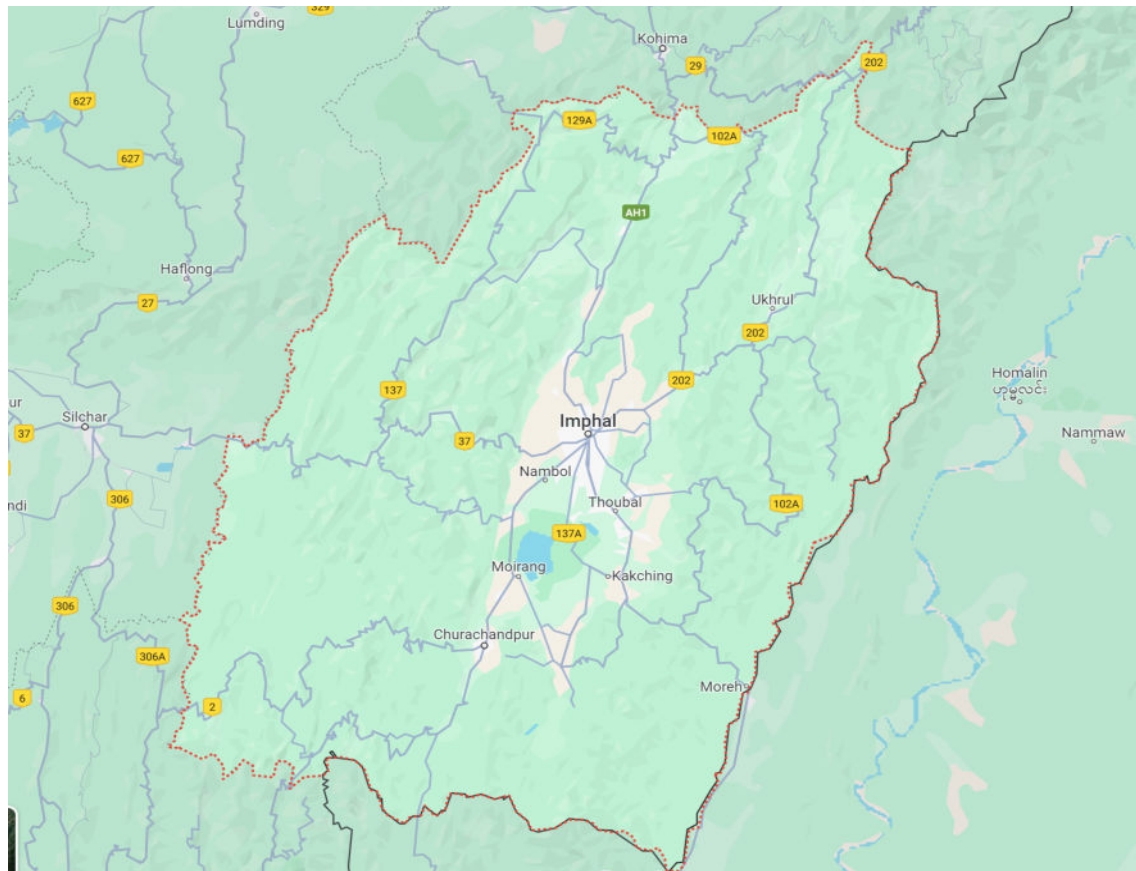 329
Lumding
Kohima
29
202
627
129A
102A
627
AH1
Haflong
27
Ukhrul
202
137
202
Homalin
ဟုမ္မလင်း
ur
Silchar
Imphal
37
37
Nammaw
Nambol
306
ndi
Thoubal
102A
137A
Moirang
Kakching
306
Churachandpur
306A
Moreh
6
2